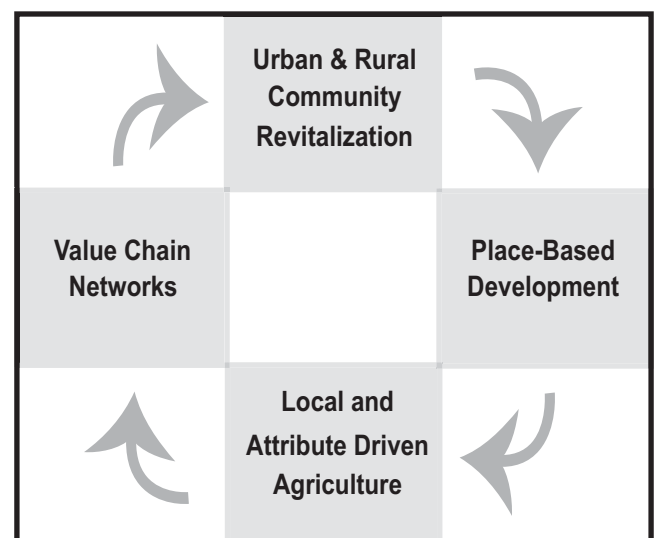 Urban & Rural
Community
Revitalization
Value Chain
Networks
Place-Based
Development
Local and
Attribute Driven
Agriculture